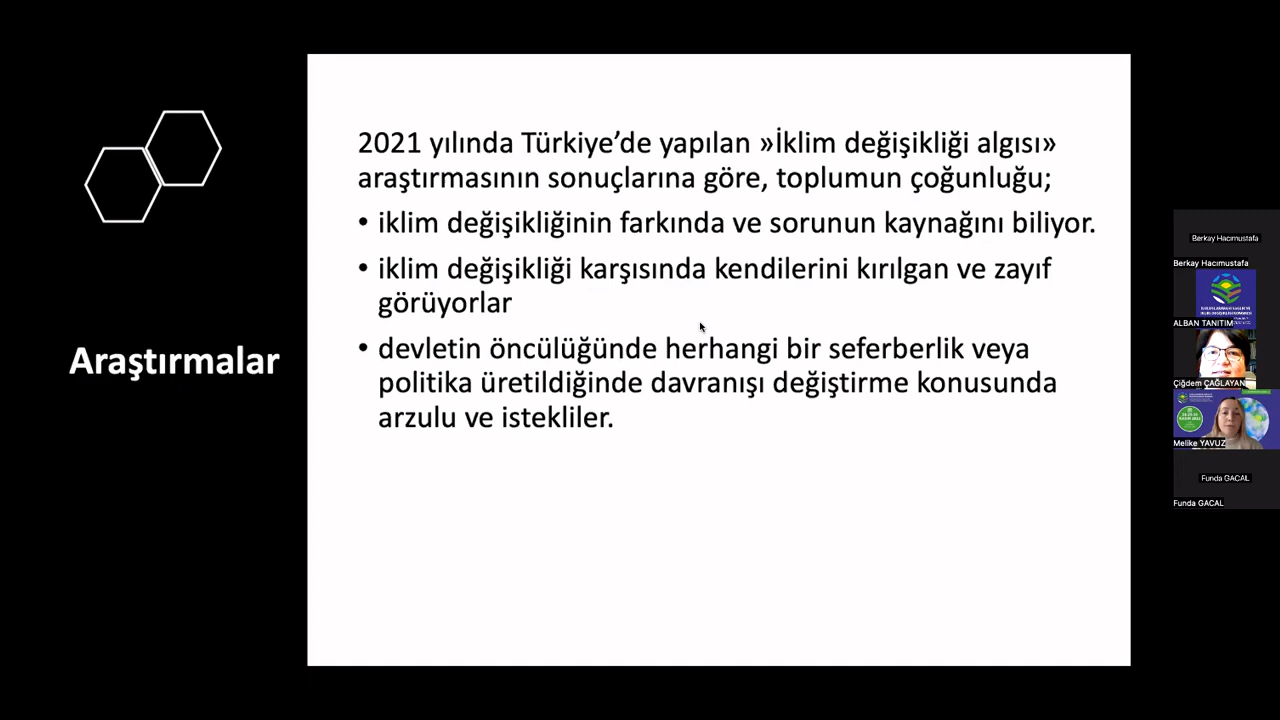 Araştırmalar
2021 yılında Türkiye’de yapılan »İklim değişikliği algısı»
araştırmasının sonuçlarına göre, toplumun çoğunluğu;
• iklim değişikliğinin farkında ve sorunun kaynağını biliyor.
• iklim değişikliği karşısında kendilerini kırılgan ve zayıf
görüyorlar
• devletin öncülüğünde herhangi bir seferberlik veya
politika üretildiğinde davranışı değiştirme konusunda
arzulu ve istekliler.
Berkay Hacımustafa
Berkay Hacımustafa
ALBAN TANITIM
Çiğdem ÇAĞLAYAN
Melike YAVUZ
Funda GACAL
Funda GACAL